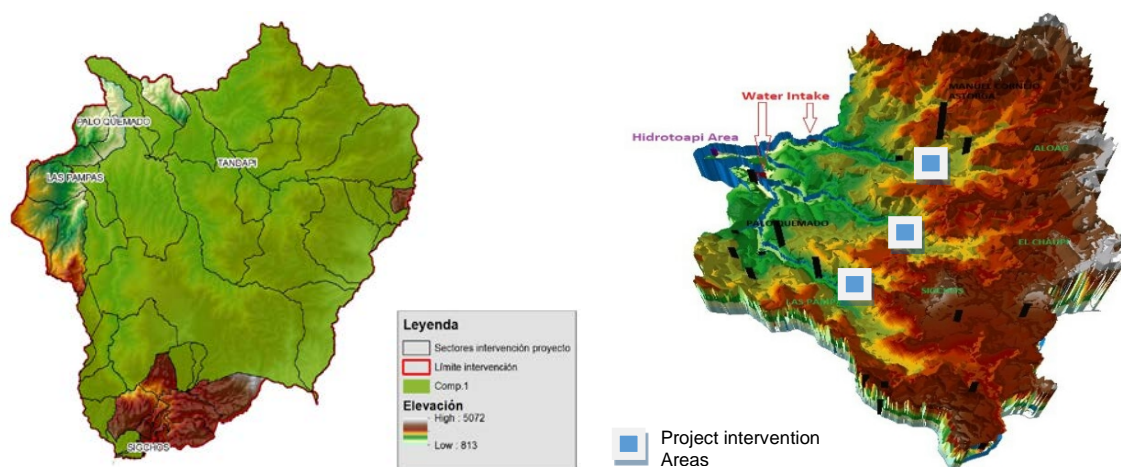 PALO QUEMADO
TANDAPI
LAS PAMPAS
SIGCHOS
Leyenda
Sectores intervención proyecto
Límite intervención
Comp.1
Elevación
High : 5072
Low : 813
MANUEL CORNEJO
ASTORGA
Water Intake
Hidrotoapi Area
ALOAG
PALO QUEMADO
EL CHAUPI
SIGCHOS
LAS PAMPAS
Project intervention
Areas